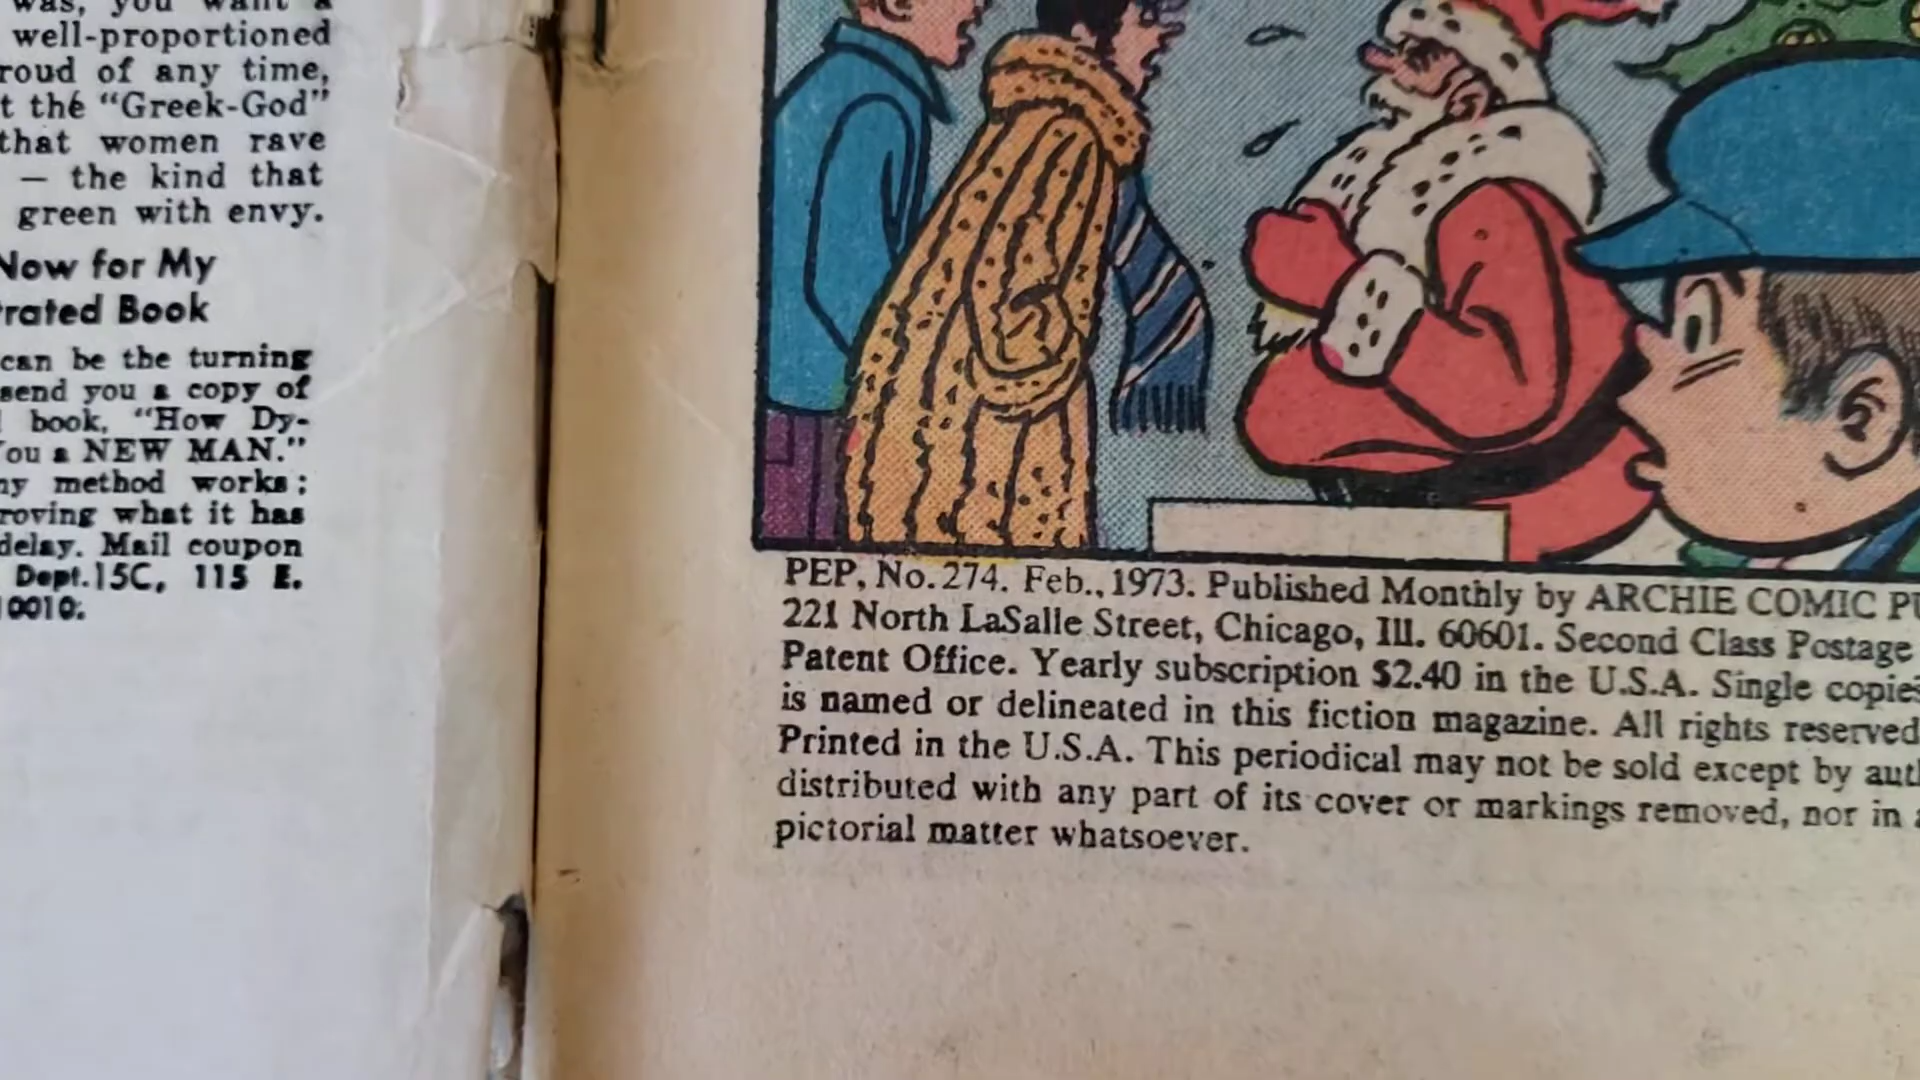 was, you want a
well-proportioned
roud of any time,
t the “Greek-God”
that women rave
— the kind that
green with envy.
Now for My
trated Book
can be the turning
send you a copy of
book, “How Dy-
You a NEW MAN.”
my method works;
roving what it has
delay. Mail coupon
Dept.15C, 115 E.
10010.
PEP, No.274. Feb.,1973. Published Monthly by ARCHIE COMIC PU
221 North LaSalle Street, Chicago, Ill. 60601. Second Class Postage
Patent Office. Yearly subscription $2.40 in the U.S.A. Single copie
is named or delineated in this fiction magazine. All rights reserved
Printed in the U.S.A. This periodical may not be sold except by aut
distributed with any part of its cover or markings removed, nor in a
pictorial matter whatsoever.